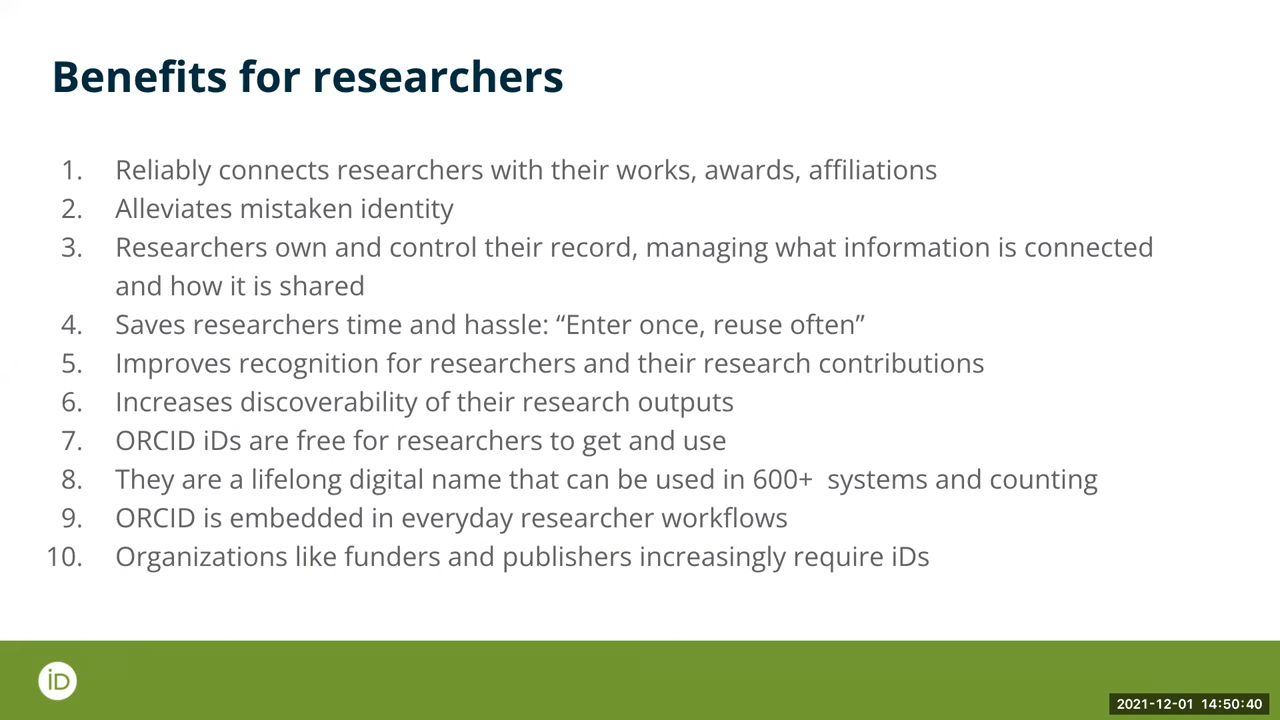 Benefits for researchers
1. Reliably connects researchers with their works, awards, affiliations
2. Alleviates mistaken identity
3. Researchers own and control their record, managing what information is connected
and how it is shared
4. Saves researchers time and hassle: “Enter once, reuse often”
5. Improves recognition for researchers and their research contributions
6. Increases discoverability of their research outputs
7. ORCID iDs are free for researchers to get and use
8. They are a lifelong digital name that can be used in 600+  systems and counting
9. ORCID is embedded in everyday researcher workflows
10. Organizations like funders and publishers increasingly require iDs
iD
2021-12-01 14:50:40